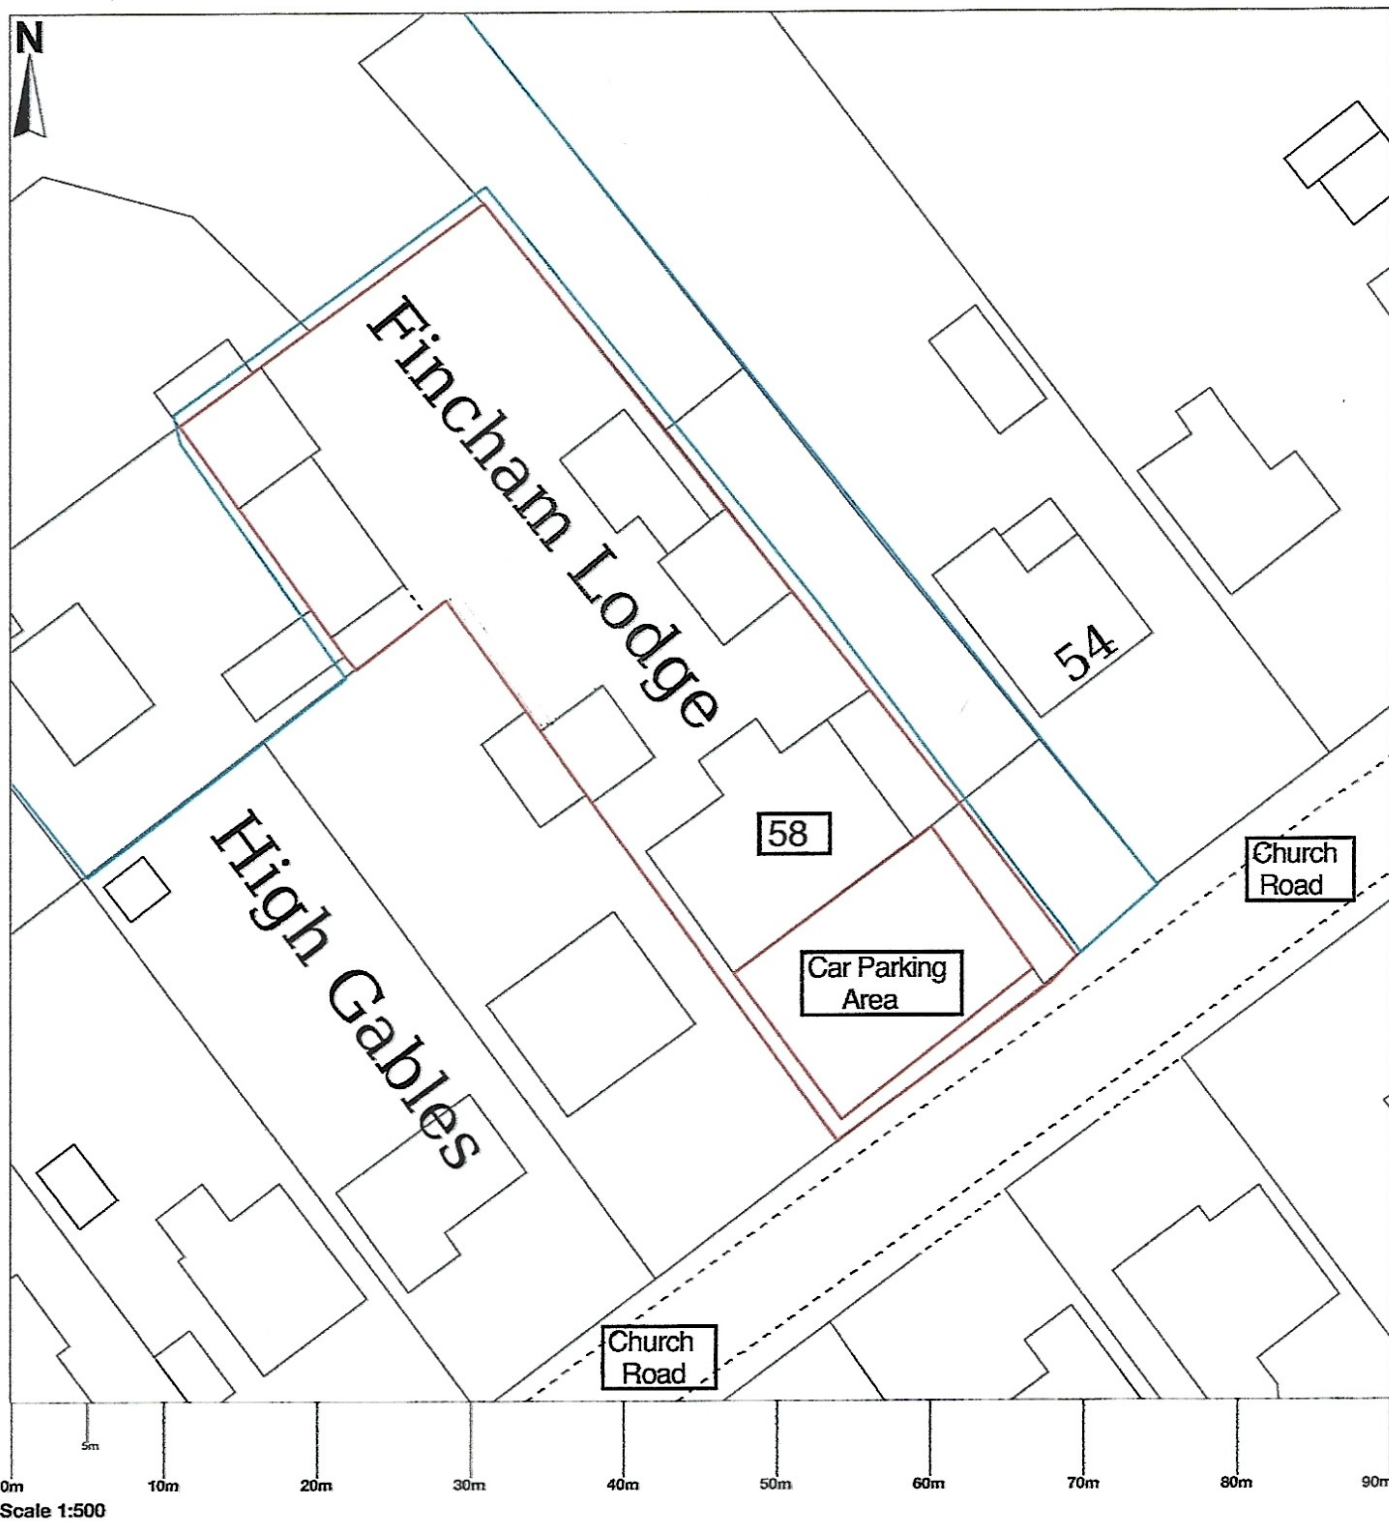 N
Fincham Lodge
54
58
Church
Road
High Gables
Car Parking
Area
Church
Road
5m
0m 10m 20m 30m 40m 50m 60m 70m 80m 90m
Scale 1:500